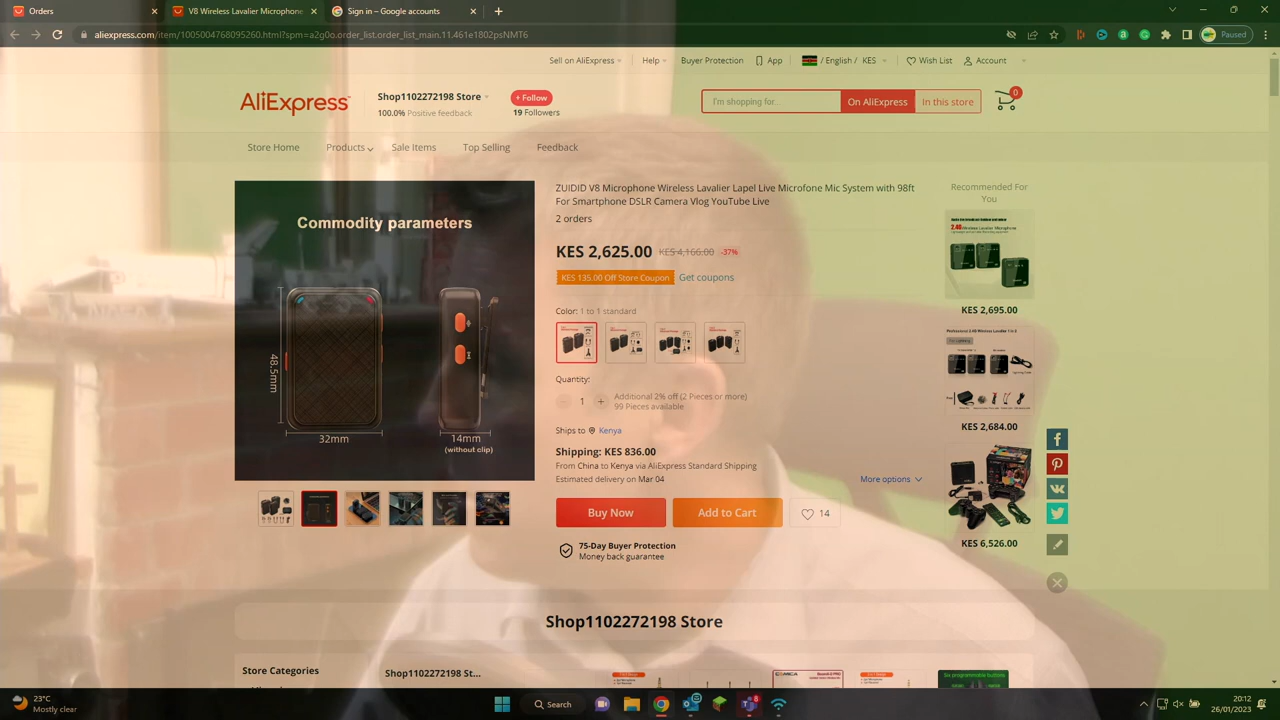 Orders
V8 Wireless Lavalier Microphone
Sign in – Google accounts
aliexpress.com/item/1005004768095260.html?spm=a2g0o.order_list.order_list_main.11.461e1802psNMT6
Paused
Sell on AliExpress
Help
Buyer Protection
App
/ English / KES
Wish List
Account
AliExpress
Shop1102272198 Store
100.0% Positive feedback
+ Follow
19 Followers
I'm shopping for...
On AliExpress
In this store
0
Store Home
Products
Sale Items
Top Selling
Feedback
Commodity parameters
48.5mm
32mm
14mm
(without clip)
ZUIDID V8 Microphone Wireless Lavalier Lapel Live Microfone Mic System with 98ft
For Smartphone DSLR Camera Vlog YouTube Live
2 orders
KES 2,625.00 KES 4,166.00 -37%
KES 135.00 Off Store Coupon Get coupons
Color: 1 to 1 standard
Quantity:
1
Additional 2% off (2 Pieces or more)
99 Pieces available
Ships to Kenya
Shipping: KES 836.00
From China to Kenya via AliExpress Standard Shipping
Estimated delivery on Mar 04
More options
Buy Now
Add to Cart
14
75-Day Buyer Protection
Money back guarantee
Recommended For
You
KES 2,695.00
KES 2,684.00
KES 6,526.00
Shop1102272198 Store
Store Categories
Shop1102272198 St...
Six programmable buttons
23°C
Mostly clear
Search
8
20:12
26/01/2023